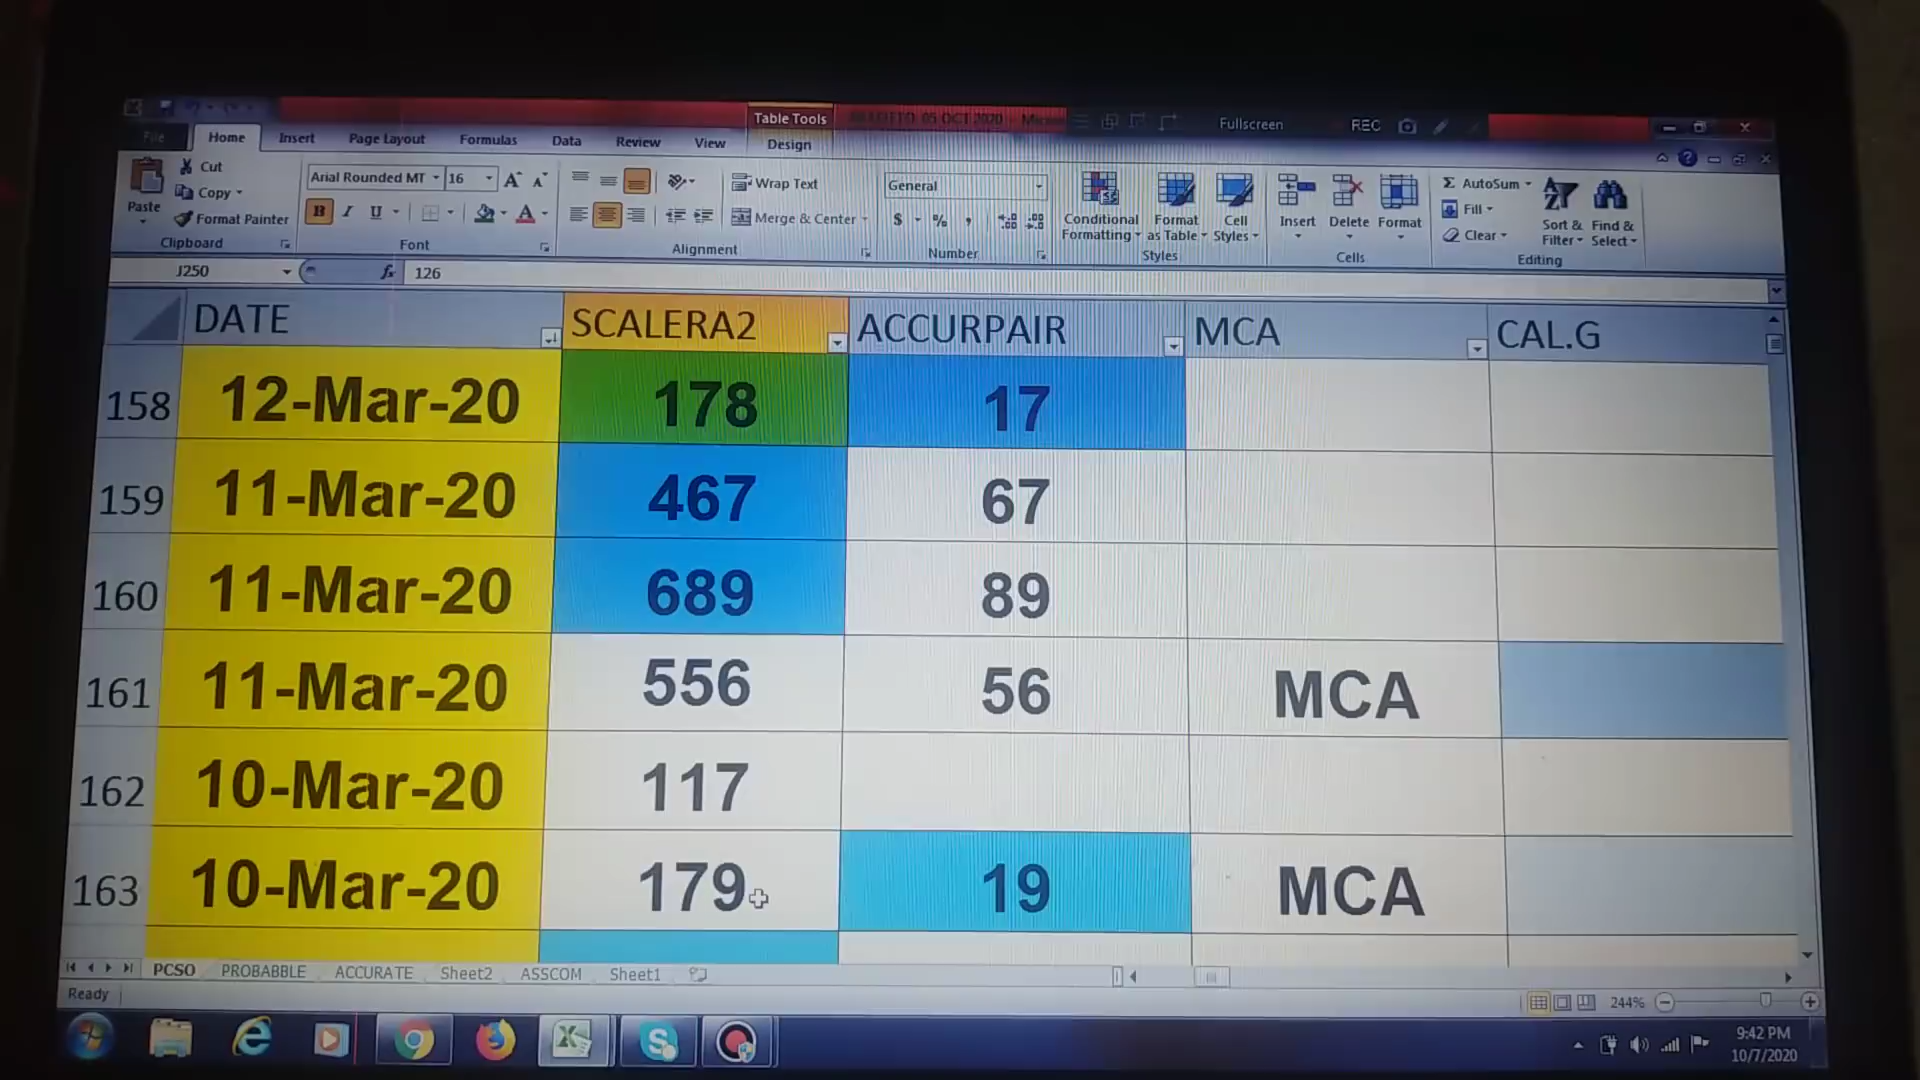 Table Tools
05 OCT 2020
Fullscreen
REC
File
Home
Insert
Page Layout
Formulas
Data
Review
View
Design
Paste
Cut
Copy
Format Painter
Clipboard
Arial Rounded MT
16
B I U
Font
Wrap Text
Merge & Center
Alignment
General
$ % ,
Number
Conditional Formatting
Format as Table
Cell Styles
Styles
Insert
Delete
Format
Cells
Σ AutoSum
Fill
Clear
Sort & Filter
Find & Select
Editing
J250
fx
126
DATE SCALERA2 ACCURPAIR MCA CAL.G
158 12-Mar-20 178 17
159 11-Mar-20 467 67
160 11-Mar-20 689 89
161 11-Mar-20 556 56 MCA
162 10-Mar-20 117
163 10-Mar-20 179 19 MCA
PCSO PROBABBLE ACCURATE Sheet2 ASSCOM Sheet1
Ready
244%
9:42 PM
10/7/2020